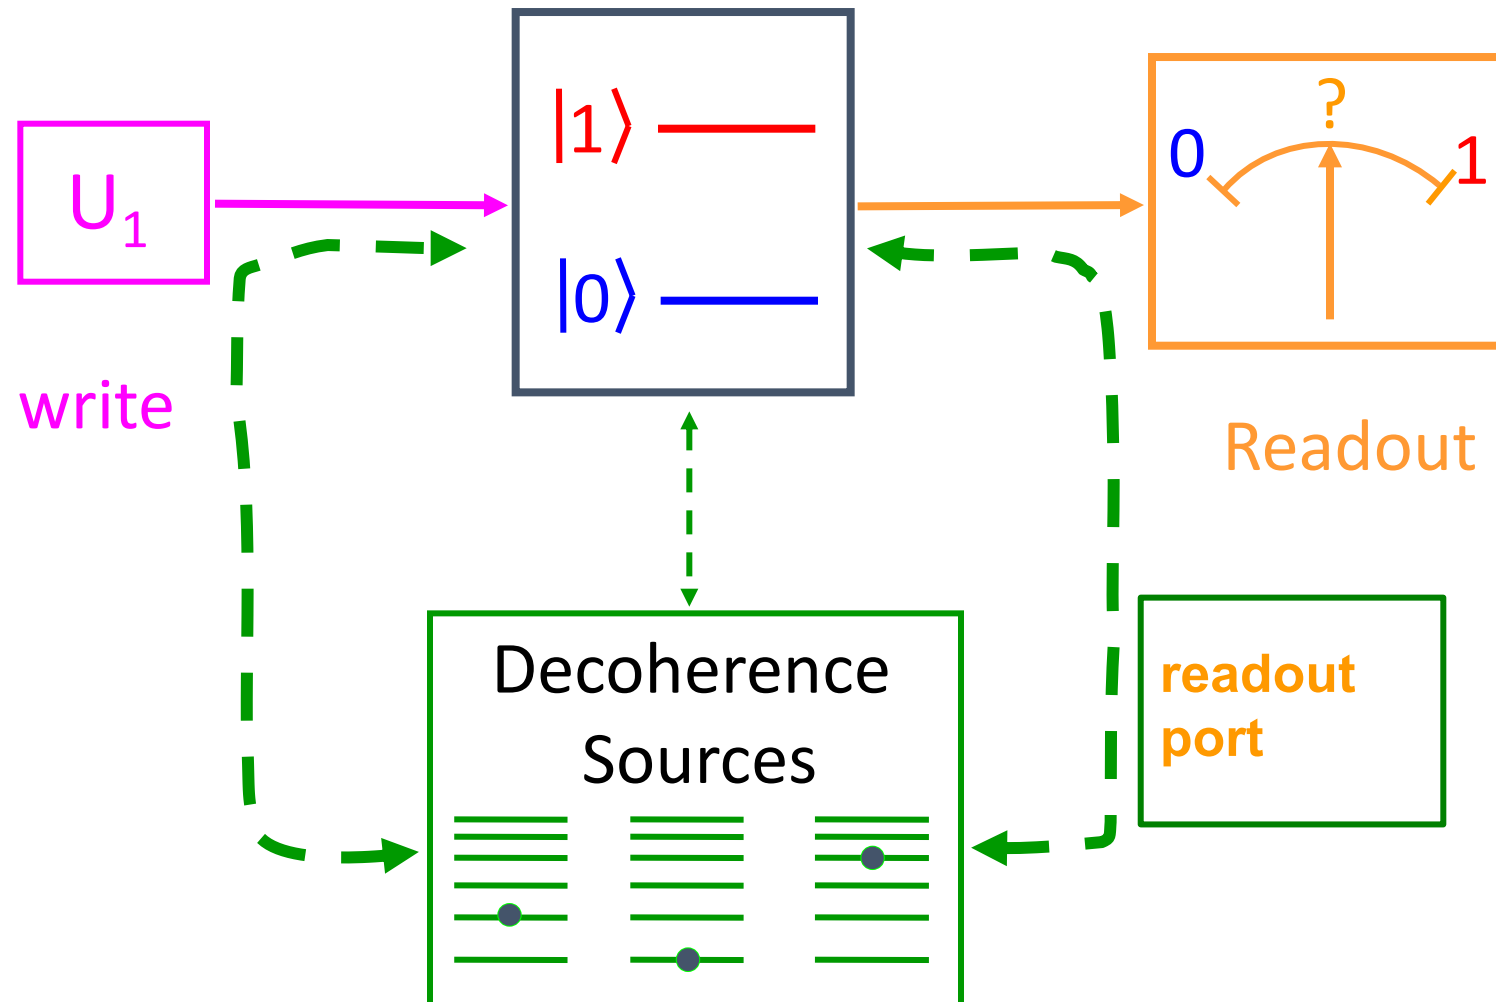 U₁
write
|1⟩
|0⟩
0 ? 1
Readout
Decoherence
Sources
readout
port